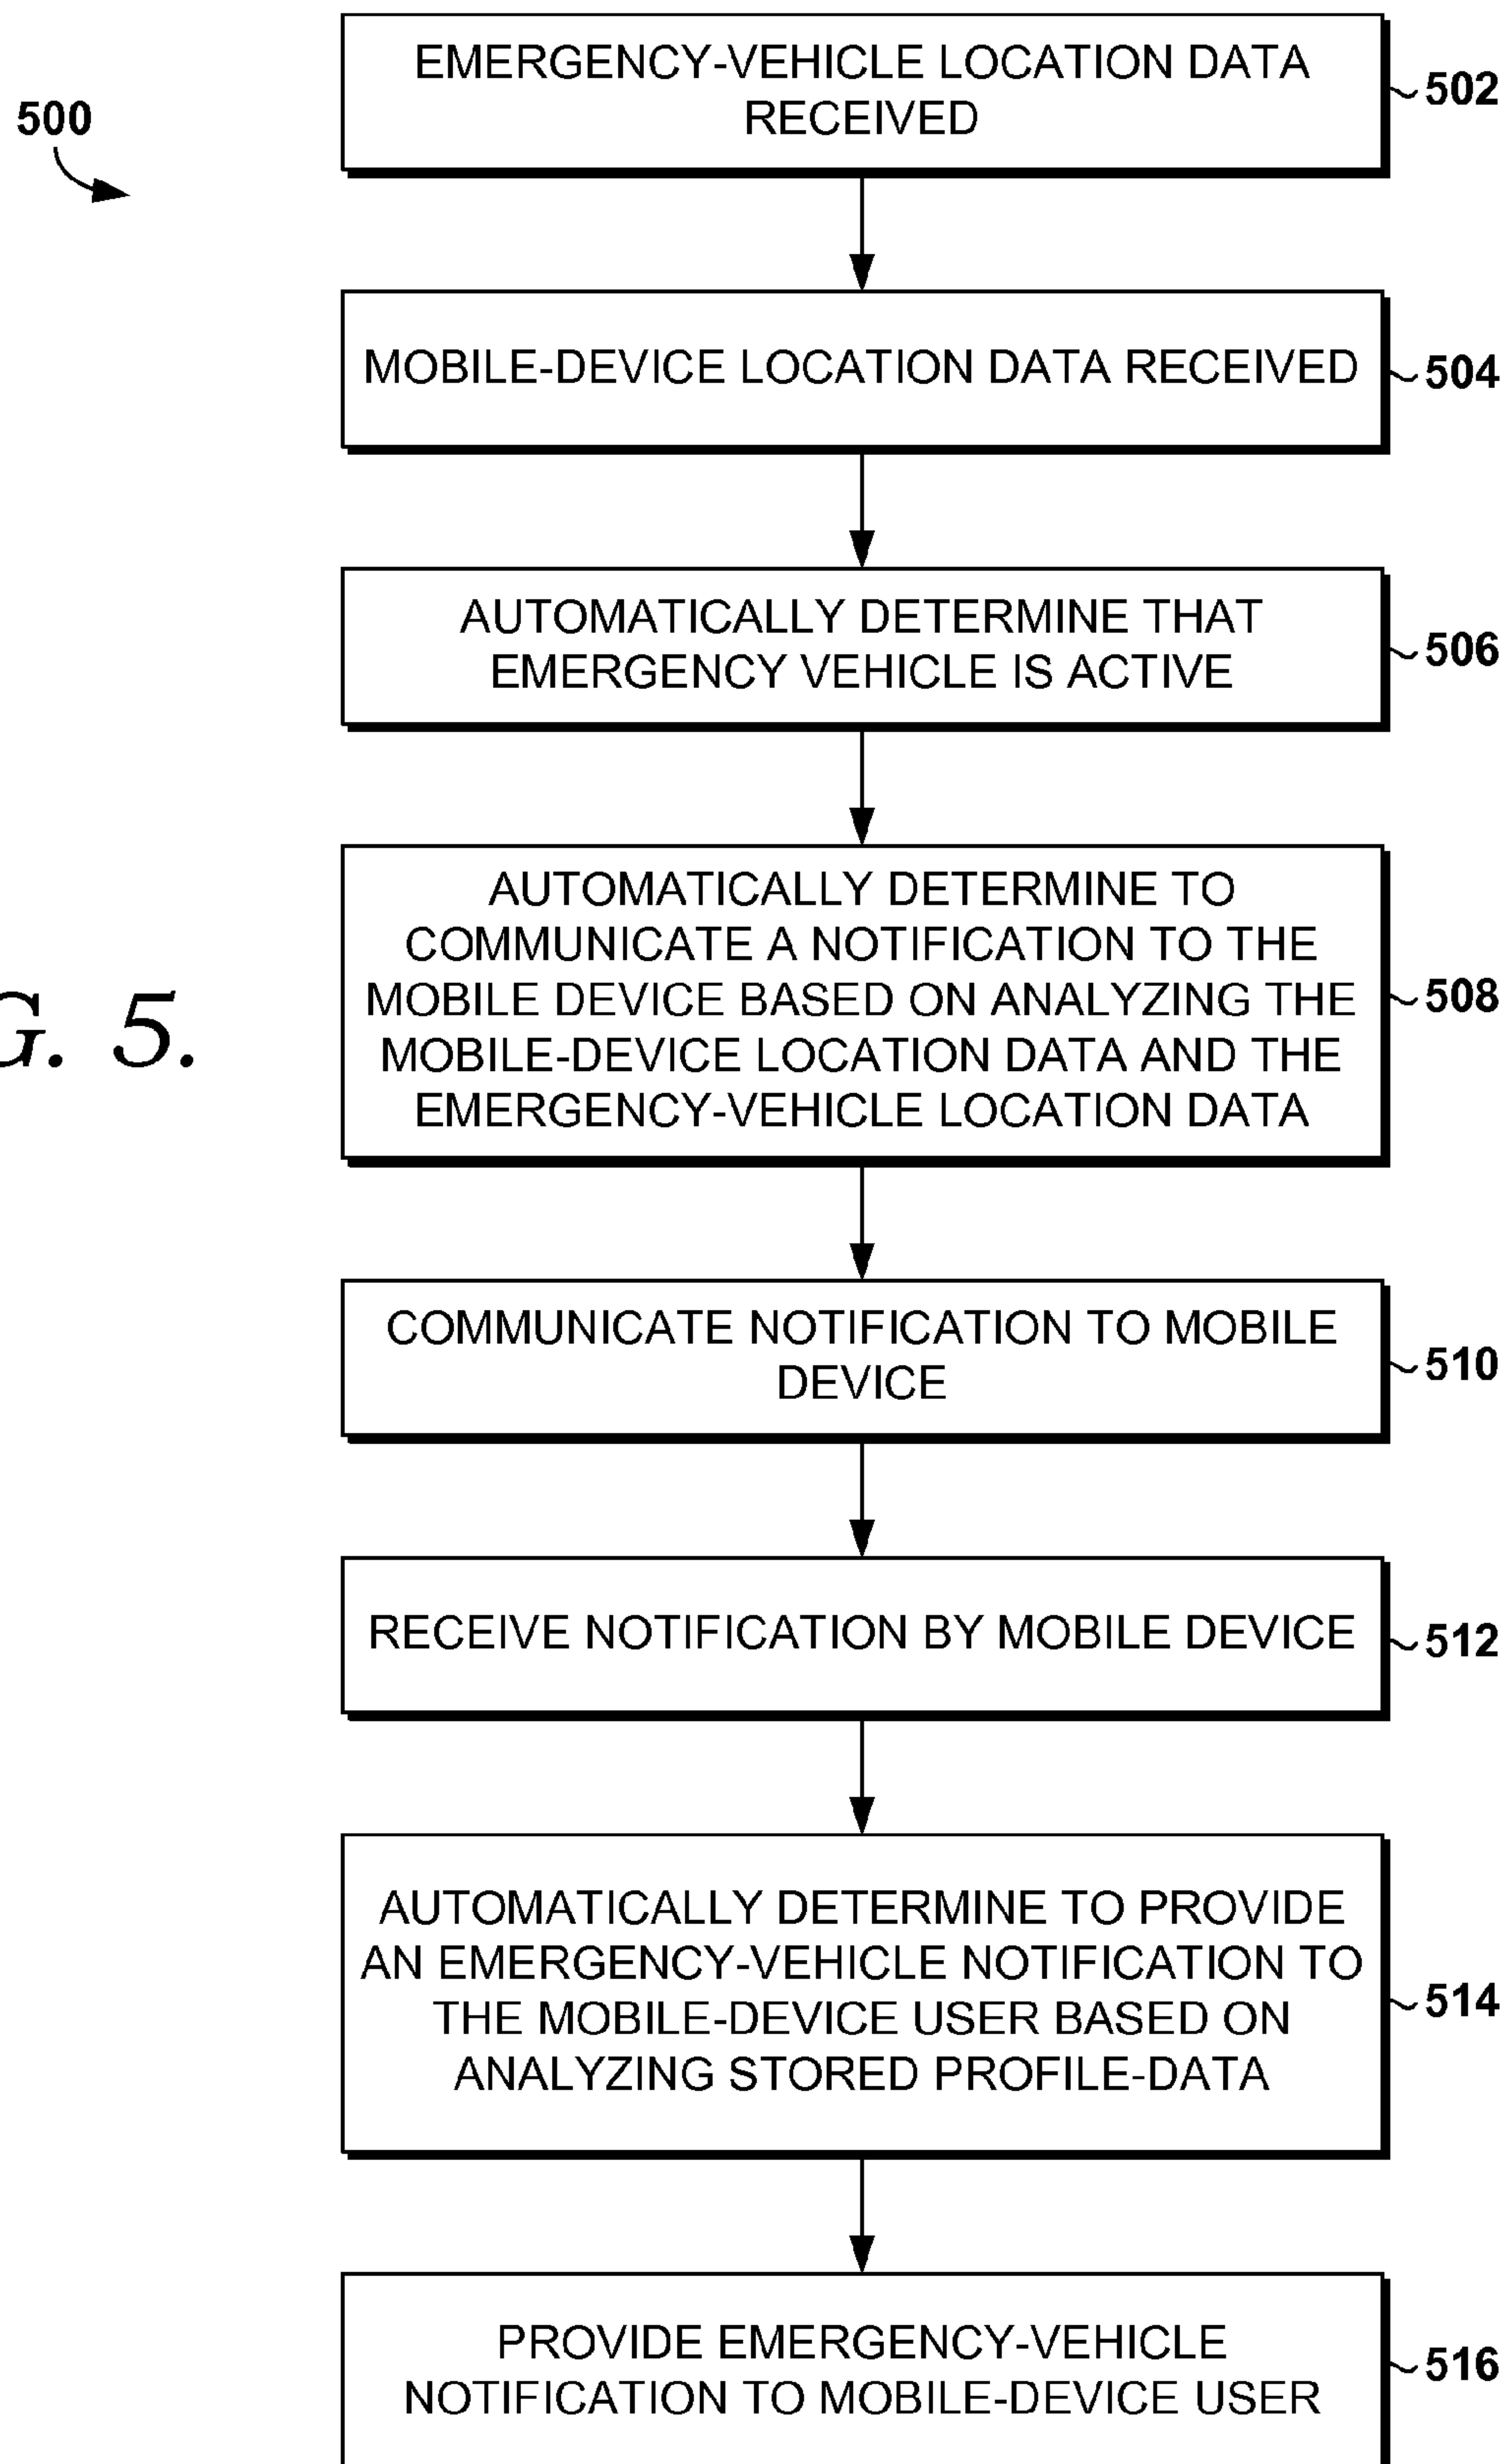 500
EMERGENCY-VEHICLE LOCATION DATA
RECEIVED
502
MOBILE-DEVICE LOCATION DATA RECEIVED
504
AUTOMATICALLY DETERMINE THAT
EMERGENCY VEHICLE IS ACTIVE
506
AUTOMATICALLY DETERMINE TO
COMMUNICATE A NOTIFICATION TO THE
MOBILE DEVICE BASED ON ANALYZING THE
MOBILE-DEVICE LOCATION DATA AND THE
EMERGENCY-VEHICLE LOCATION DATA
508
G. 5.
COMMUNICATE NOTIFICATION TO MOBILE
DEVICE
510
RECEIVE NOTIFICATION BY MOBILE DEVICE
512
AUTOMATICALLY DETERMINE TO PROVIDE
AN EMERGENCY-VEHICLE NOTIFICATION TO
THE MOBILE-DEVICE USER BASED ON
ANALYZING STORED PROFILE-DATA
514
PROVIDE EMERGENCY-VEHICLE
NOTIFICATION TO MOBILE-DEVICE USER
516